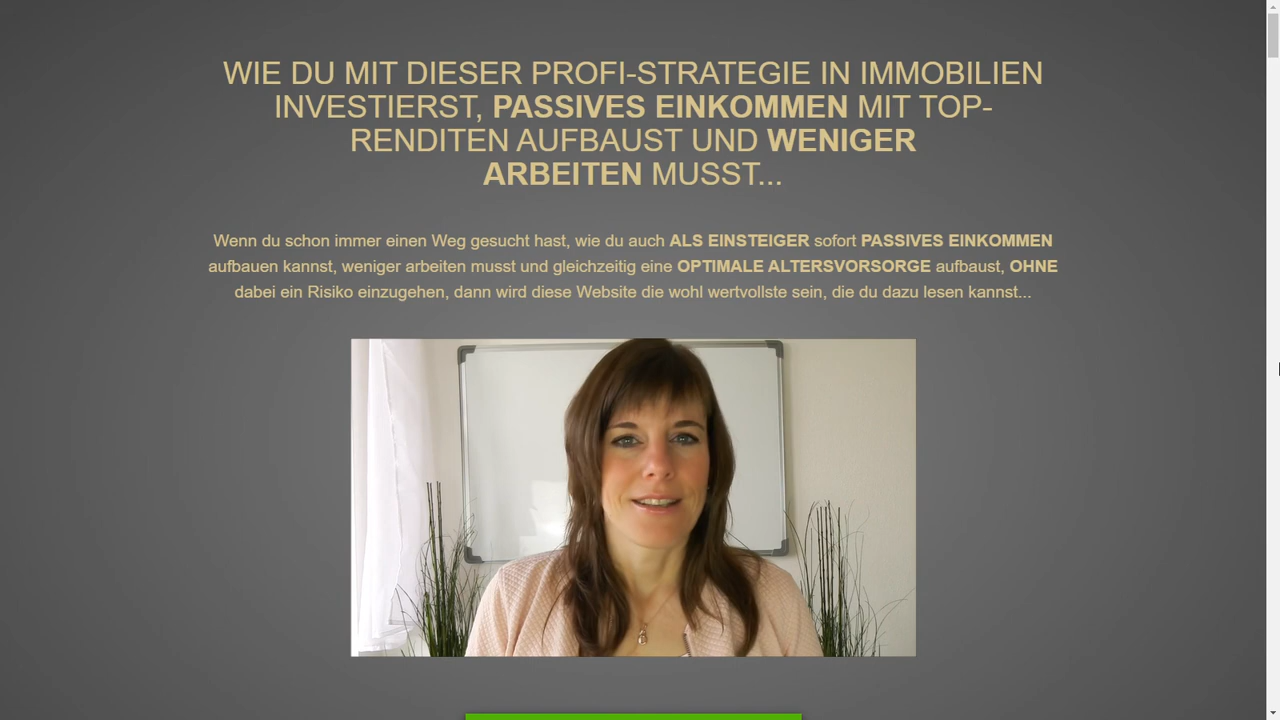 WIE DU MIT DIESER PROFI-STRATEGIE IN IMMOBILIEN
INVESTIERST, PASSIVES EINKOMMEN MIT TOP-
RENDITEN AUFBAUST UND WENIGER
ARBEITEN MUSST...
Wenn du schon immer einen Weg gesucht hast, wie du auch ALS EINSTEIGER sofort PASSIVES EINKOMMEN
aufbauen kannst, weniger arbeiten musst und gleichzeitig eine OPTIMALE ALTERSVORSORGE aufbaust, OHNE
dabei ein Risiko einzugehen, dann wird diese Website die wohl wertvollste sein, die du dazu lesen kannst...